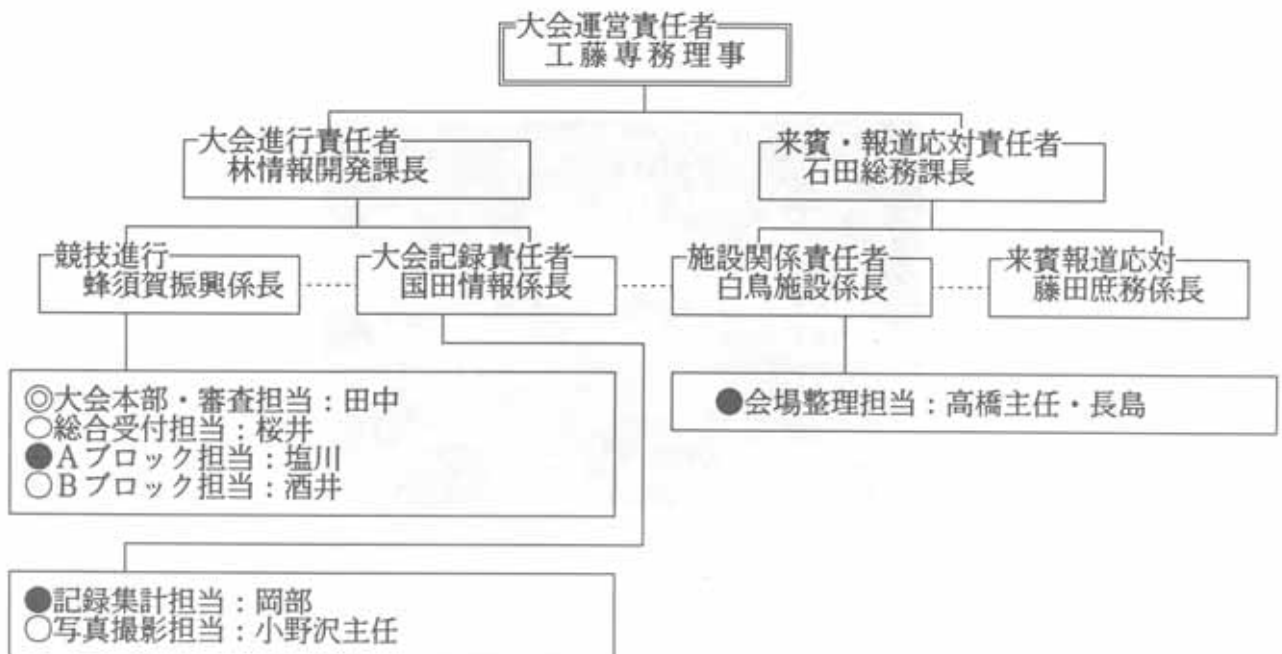 大会運営責任者
工藤専務理事
大会進行責任者
林情報開発課長
来賓・報道応対責任者
石田総務課長
競技進行
蜂須賀振興係長
大会記録責任者
国田情報係長
施設関係責任者
白鳥施設係長
来賓報道応対
藤田庶務係長
◎大会本部・審査担当:田中
○総合受付担当:桜井
●Aブロック担当:塩川
○Bブロック担当:酒井
●会場整理担当:高橋主任・長島
●記録集計担当:岡部
○写真撮影担当:小野沢主任